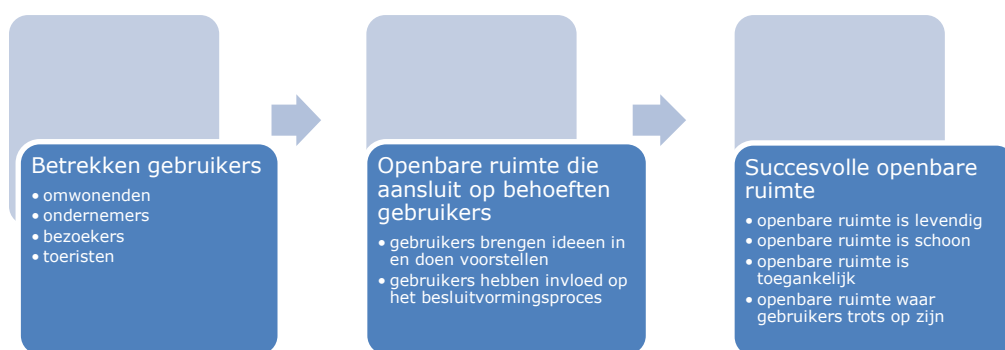 Betrekken gebruikers
• omwonenden
• ondernemers
• bezoekers
• toeristen
Openbare ruimte die
aansluit op behoeften
gebruikers
• gebruikers brengen ideeen in
en doen voorstellen
• gebruikers hebben invloed op
het besluitvormingsproces
Succesvolle openbare
ruimte
• openbare ruimte is levendig
• openbare ruimte is schoon
• openbare ruimte is
toegankelijk
• openbare ruimte waar
gebruikers trots op zijn